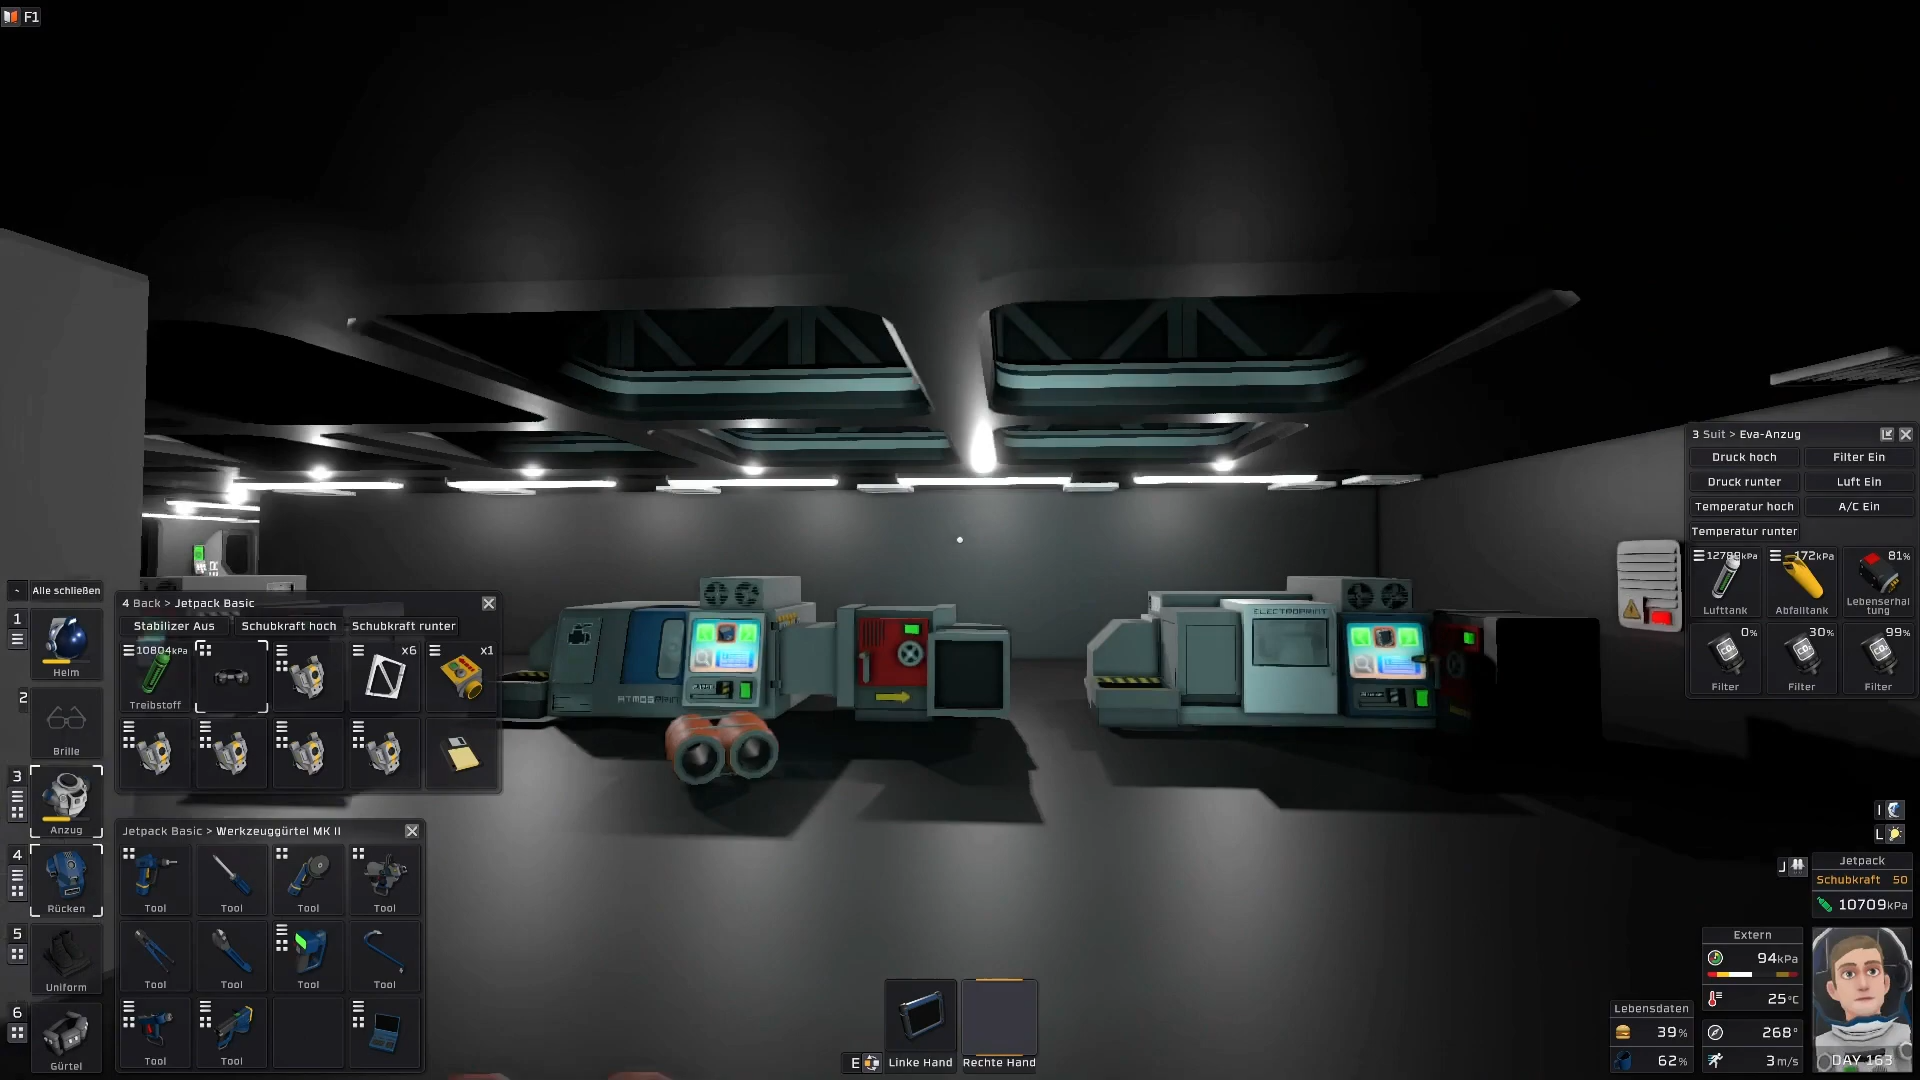 F1
~ Alle schließen
1
Helm
2
Brille
3
Anzug
4
Rücken
5
Uniform
6
Gürtel
4 Back > Jetpack Basic
Stabilizer Aus Schubkraft hoch Schubkraft runter
10804kPa x6 x1
Treibstoff
Jetpack Basic > Werkzeuggürtel MK II
Tool Tool Tool Tool
Tool Tool Tool Tool
Tool Tool
ELECTROPRINT
E Linke Hand Rechte Hand
3 Suit > Eva-Anzug
Druck hoch Filter Ein
Druck runter Luft Ein
Temperatur hoch A/C Ein
Temperatur runter
12780kPa 172kPa 81%
Lufttank Abfalltank Lebenserhaltung
0% 30% 99%
Filter Filter Filter
I
L
J Jetpack
Schubkraft 50
10709kPa
Extern
94kPa
25°C
Lebensdaten
39% 268°
62% 3m/s
DAY 163